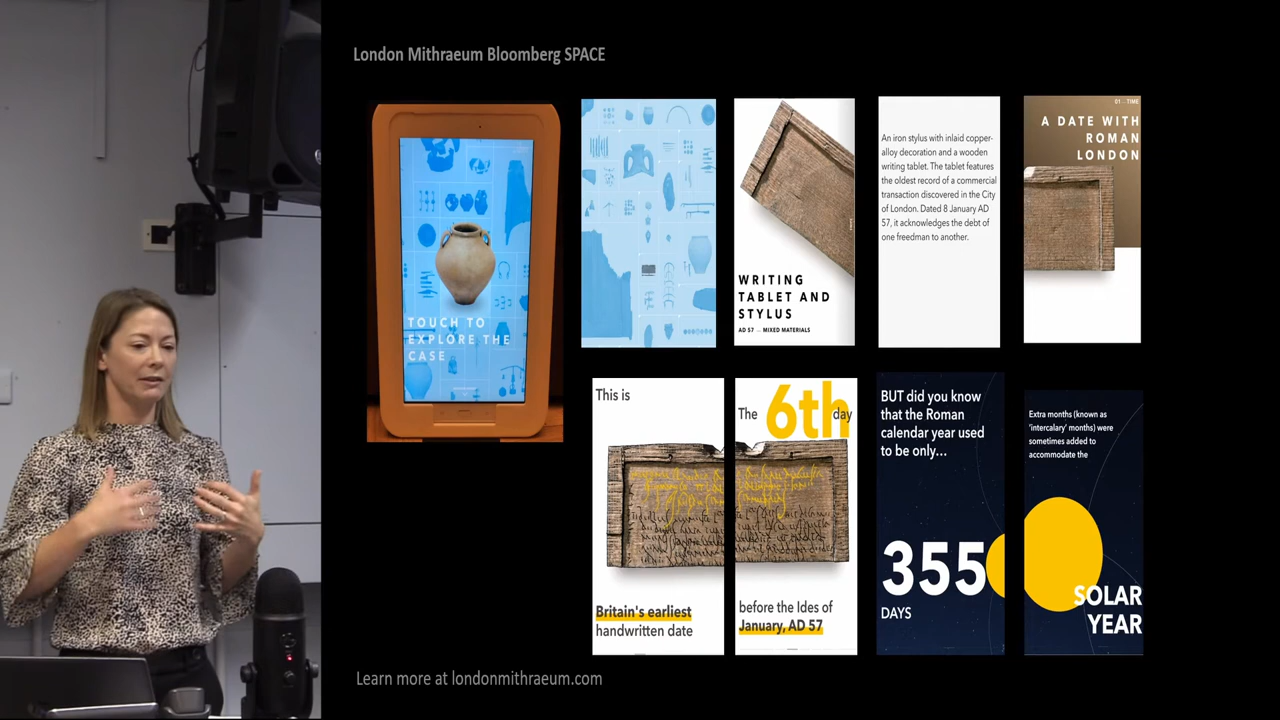 London Mithraeum Bloomberg SPACE
TOUCH TO
EXPLORE THE
CASE
WRITING
TABLET AND
STYLUS
AD 57 — MIXED MATERIALS
An iron stylus with inlaid copper-
alloy decoration and a wooden
writing tablet. The tablet features
the oldest record of a commercial
transaction discovered in the City
of London. Dated 8 January AD
57, it acknowledges the debt of
one freedman to another.
01 – TIME
A DATE WITH
ROMAN
LONDON
This is
Britain's earliest
handwritten date
The 6th day
before the Ides of
January, AD 57
BUT did you know
that the Roman
calendar year used
to be only...
355
DAYS
Extra months (known as
'intercalary' months) were
sometimes added to
accommodate the
SOLAR
YEAR
Learn more at londonmithraeum.com